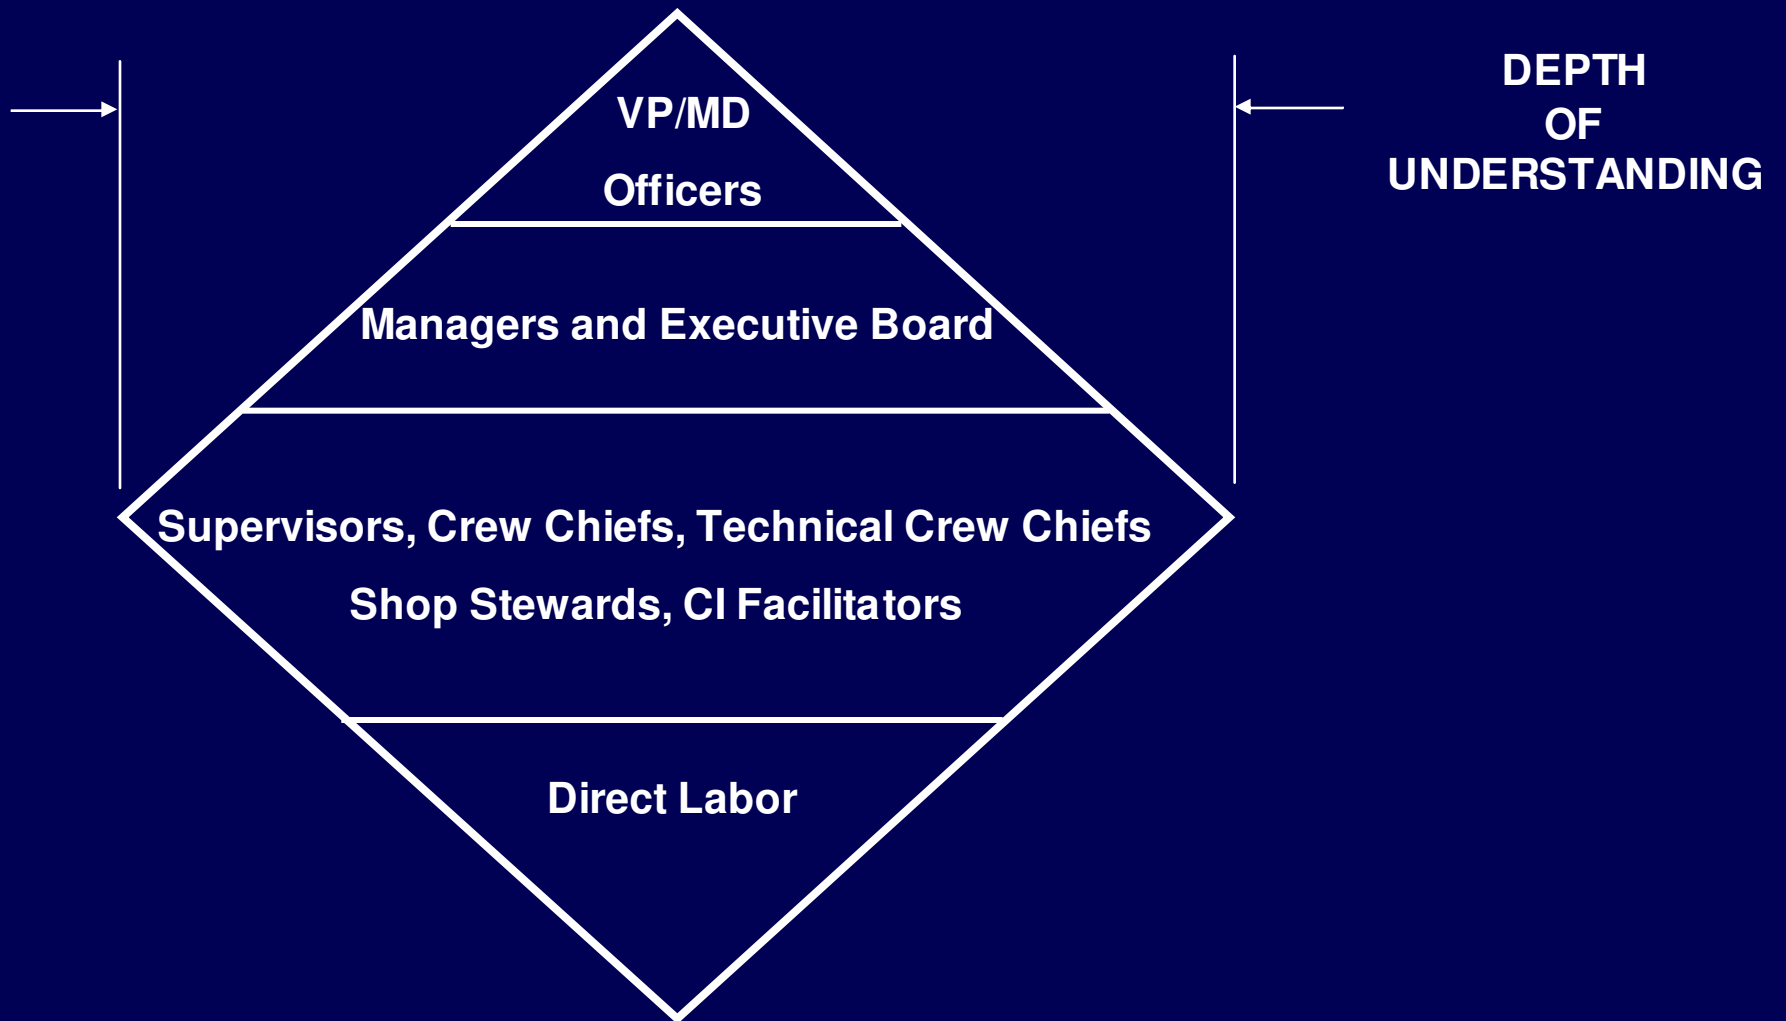 VP/MD
Officers
Managers and Executive Board
Supervisors, Crew Chiefs, Technical Crew Chiefs
Shop Stewards, CI Facilitators
Direct Labor
DEPTH
OF
UNDERSTANDING